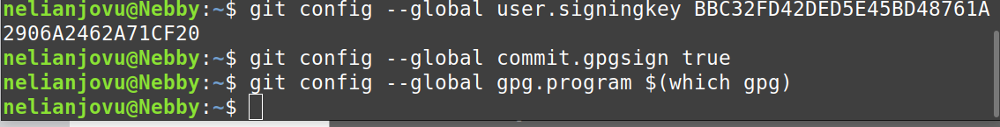 nelianjovu@Nebby:~$ git config --global user.signingkey BBC32FD42DED5E45BD48761A
2906A2462A71CF20
nelianjovu@Nebby:~$ git config --global commit.gpgsign true
nelianjovu@Nebby:~$ git config --global gpg.program $(which gpg)
nelianjovu@Nebby:~$